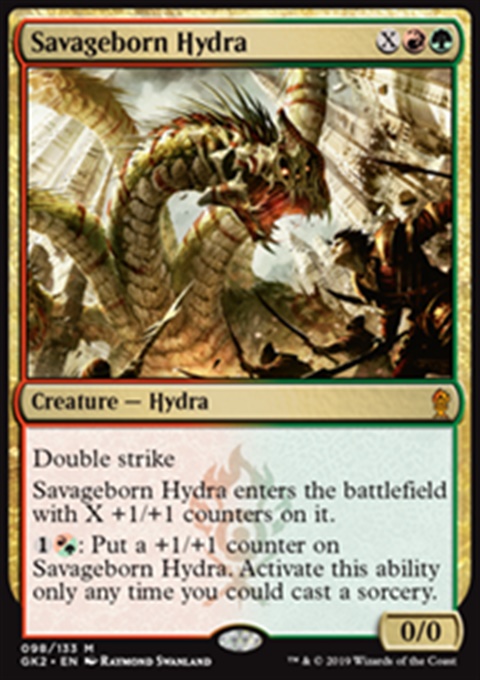 Savageborn Hydra X
Creature — Hydra
Double strike
Savageborn Hydra enters the battlefield
with X +1/+1 counters on it.
1 : Put a +1/+1 counter on
Savageborn Hydra. Activate this ability
only any time you could cast a sorcery.
0/0
098/133 M
GK2 • EN Raymond Swanland
™ & © 2019 Wizards of the Coast